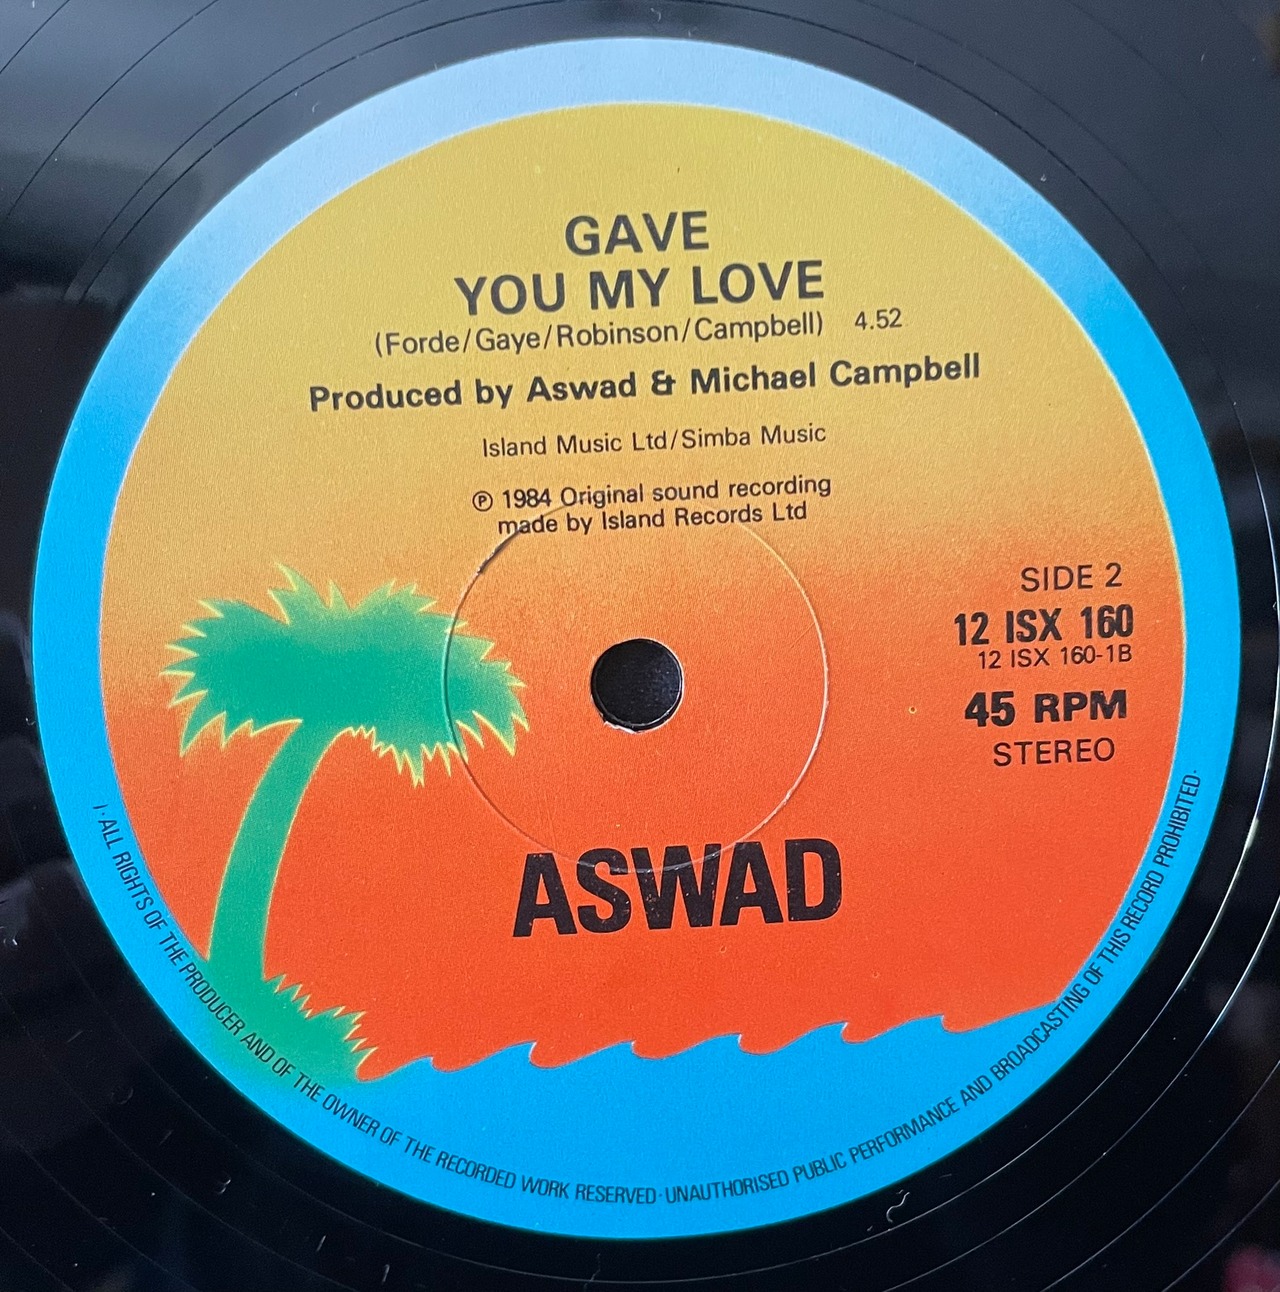 GAVE
YOU MY LOVE
(Forde/Gaye/Robinson/Campbell) 4.52
Produced by Aswad & Michael Campbell
Island Music Ltd/Simba Music
℗ 1984 Original sound recording
made by Island Records Ltd
SIDE 2
12 ISX 160
12 ISX 160-1B
45 RPM
STEREO
ASWAD
· ALL RIGHTS OF THE PRODUCER AND OF THE OWNER OF THE RECORDED WORK RESERVED · UNAUTHORISED PUBLIC PERFORMANCE AND BROADCASTING OF THIS RECORD PROHIBITED ·